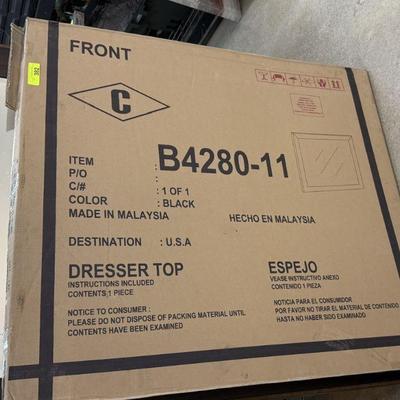 FRONT
392
C
ITEM : B4280-11
P/O :
C/# : 1 OF 1
COLOR : BLACK
MADE IN MALAYSIA HECHO EN MALAYSIA
DESTINATION : U.S.A
DRESSER TOP
INSTRUCTIONS INCLUDED
CONTENTS 1 PIECE
NOTICE TO CONSUMER :
PLEASE DO NOT DISPOSE OF PACKING MATERIAL UNTIL
CONTENTS HAVE BEEN EXAMINED
ESPEJO
VEASE INSTRUCTIVO ANEXO
CONTENIDO 1 PIEZA
NOTICIA PARA EL CONSUMIDOR
POR FAVOR NO TIRAR EL MATERIAL DE CONTENIDO
HASTA NO HABER SIDO EXAMINADO.